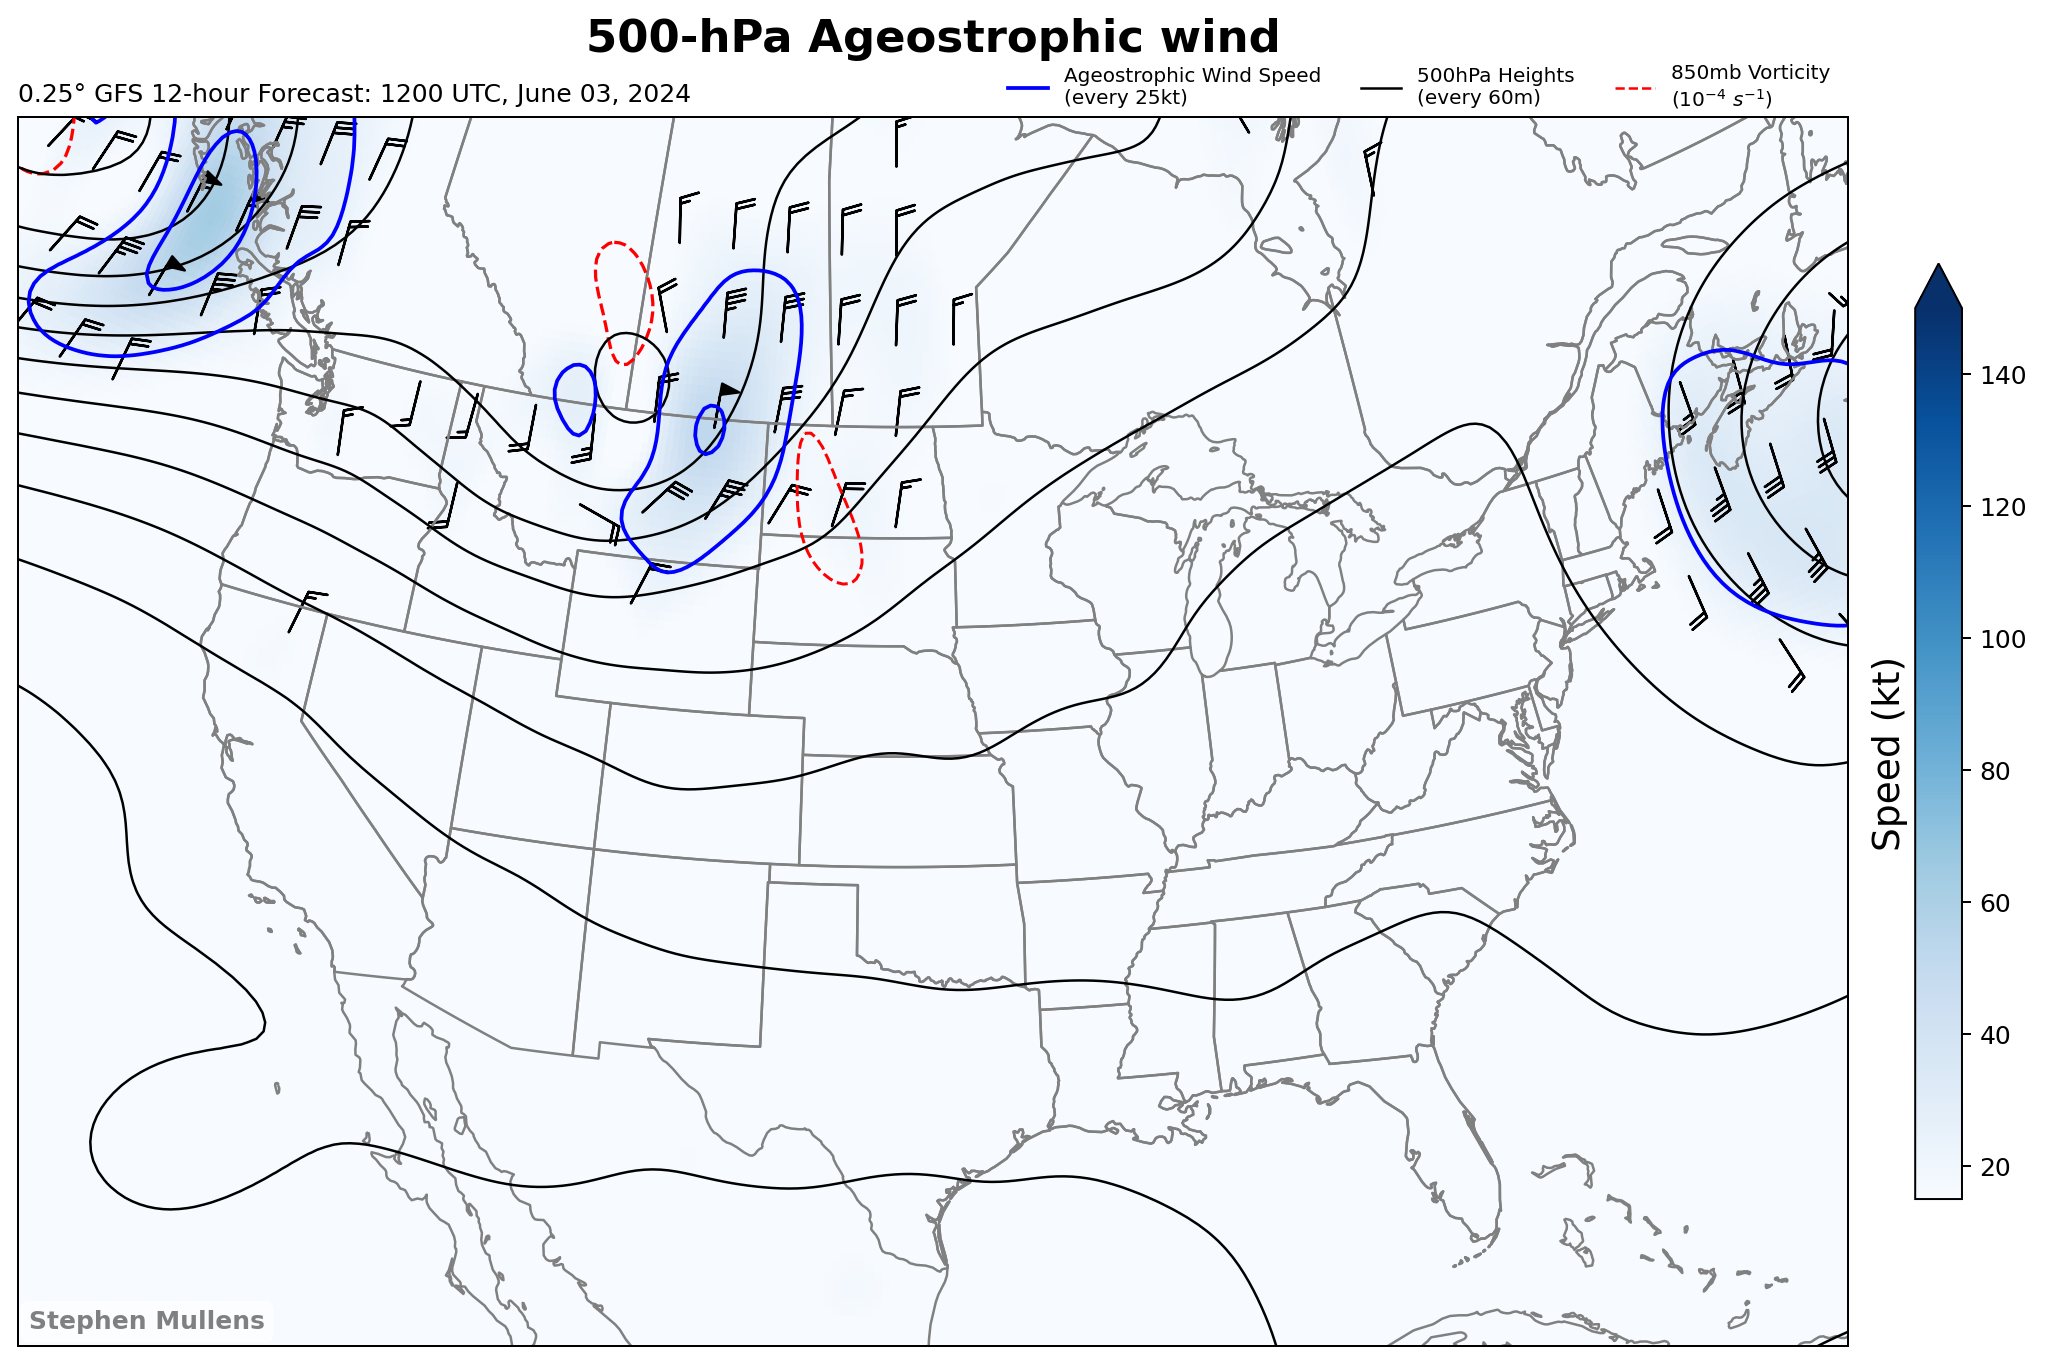 500-hPa Ageostrophic wind
0.25° GFS 12-hour Forecast: 1200 UTC, June 03, 2024
Ageostrophic Wind Speed
(every 25kt)
500hPa Heights
(every 60m)
850mb Vorticity
(10⁻⁴ s⁻¹)
140
120
100
80
60
40
20
Speed (kt)
Stephen Mullens